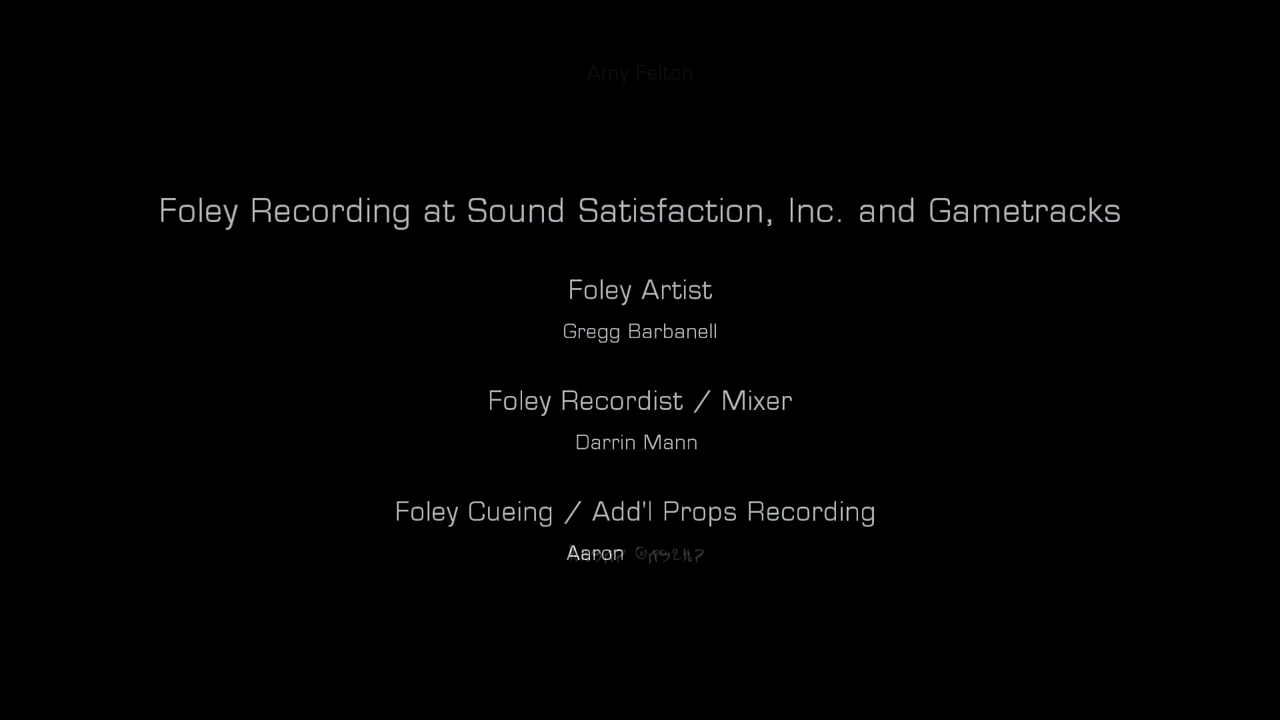 Amy Felton
Foley Recording at Sound Satisfaction, Inc. and Gametracks
Foley Artist
Gregg Barbanell
Foley Recordist / Mixer
Darrin Mann
Foley Cueing / Add'l Props Recording
Aaron